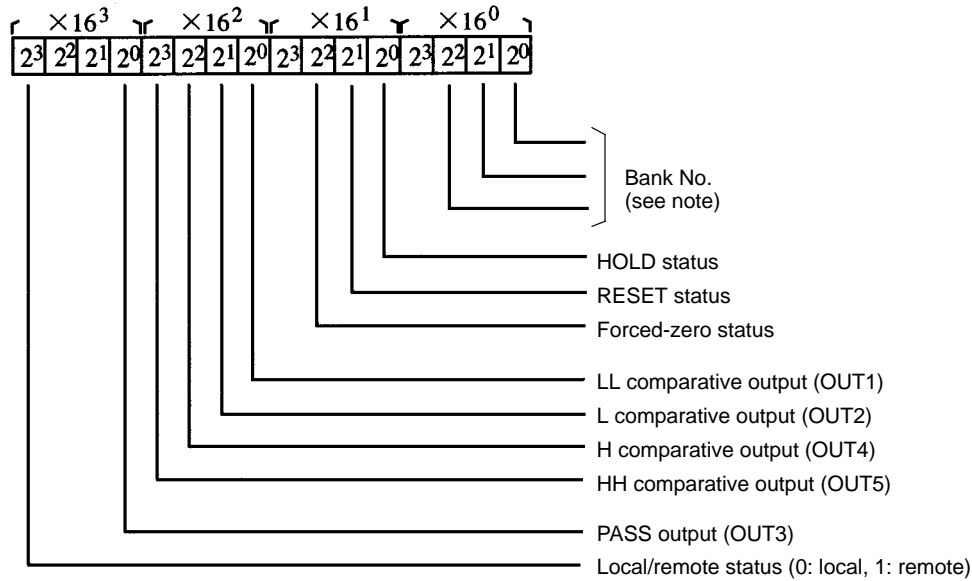 ×16³ ×16² ×16¹ ×16⁰
2³ 2² 2¹ 2⁰ 2³ 2² 2¹ 2⁰ 2³ 2² 2¹ 2⁰ 2³ 2² 2¹ 2⁰
Bank No.
(see note)
HOLD status
RESET status
Forced-zero status
LL comparative output (OUT1)
L comparative output (OUT2)
H comparative output (OUT4)
HH comparative output (OUT5)
PASS output (OUT3)
Local/remote status (0: local, 1: remote)